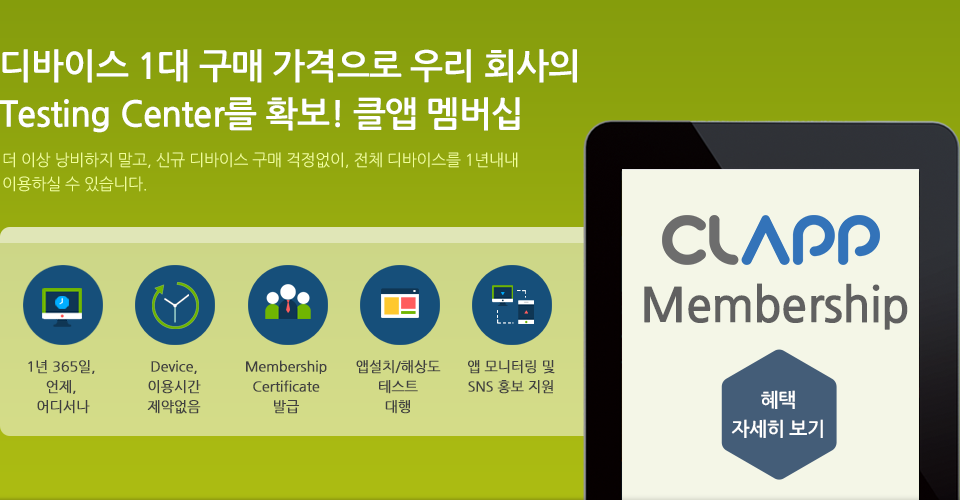 디바이스 1대 구매 가격으로 우리 회사의
Testing Center를 확보! 클앱 멤버십
더 이상 낭비하지 말고, 신규 디바이스 구매 걱정없이, 전체 디바이스를 1년내내
이용하실 수 있습니다.
1년 365일,
언제,
어디서나
Device,
이용시간
제약없음
Membership
Certificate
발급
앱설치/해상도
테스트
대행
앱 모니터링 및
SNS 홍보 지원
CLAPP
Membership
혜택
자세히 보기